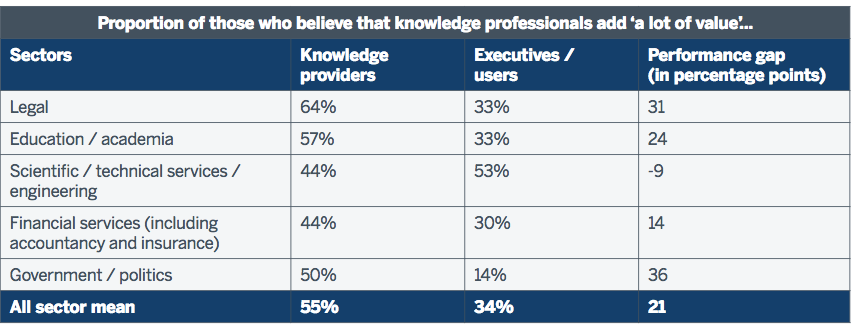 Proportion of those who believe that knowledge professionals add ‘a lot of value’...
Sectors Knowledge providers Executives / users Performance gap (in percentage points)
Legal 64% 33% 31
Education / academia 57% 33% 24
Scientific / technical services / engineering 44% 53% -9
Financial services (including accountancy and insurance) 44% 30% 14
Government / politics 50% 14% 36
All sector mean 55% 34% 21